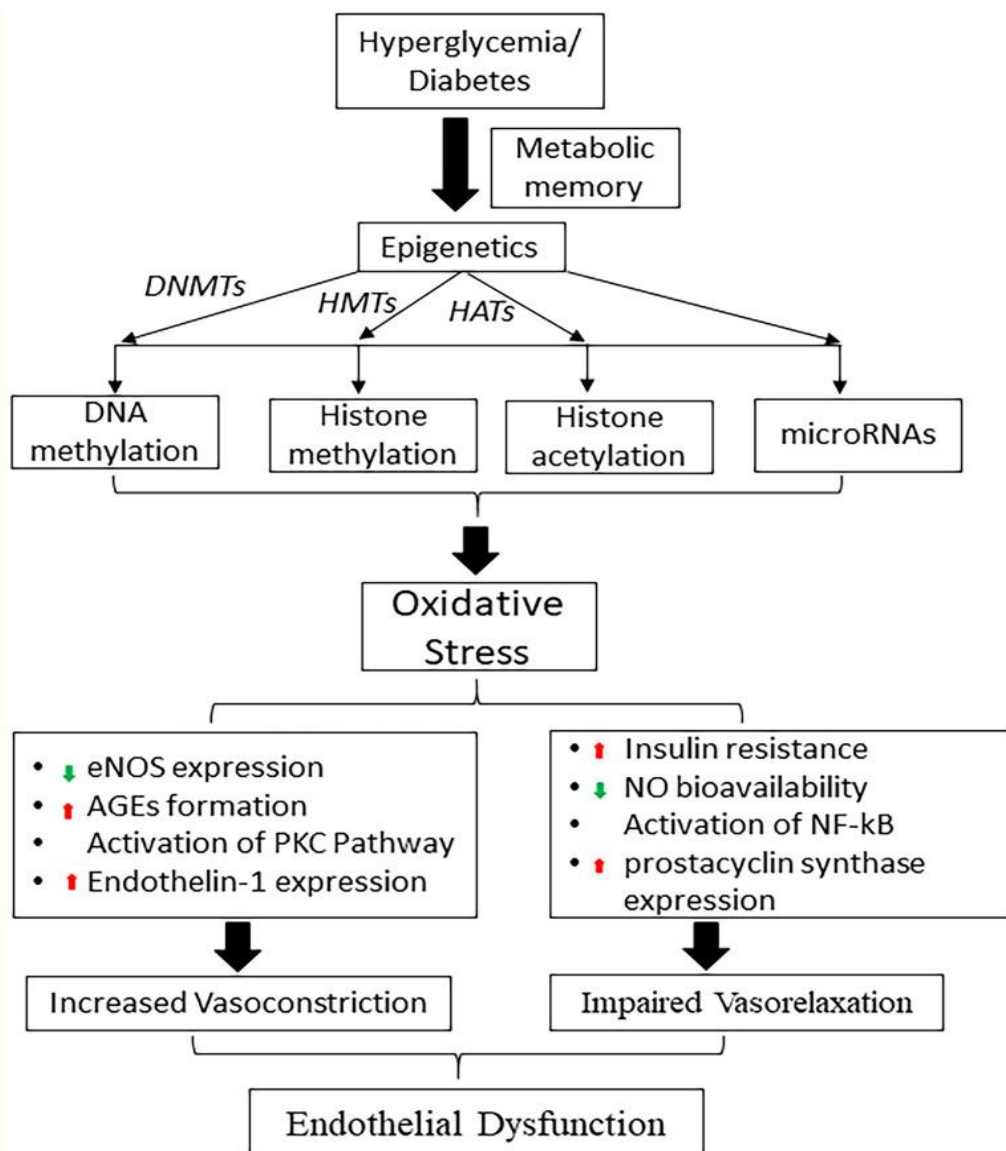 Hyperglycemia/
Diabetes
Metabolic
memory
Epigenetics
DNMTs
HMTs
HATs
DNA
methylation
Histone
methylation
Histone
acetylation
microRNAs
Oxidative
Stress
• eNOS expression
• AGEs formation
• Activation of PKC Pathway
• Endothelin-1 expression
• Insulin resistance
• NO bioavailability
• Activation of NF-kB
• prostacyclin synthase
expression
Increased Vasoconstriction
Impaired Vasorelaxation
Endothelial Dysfunction